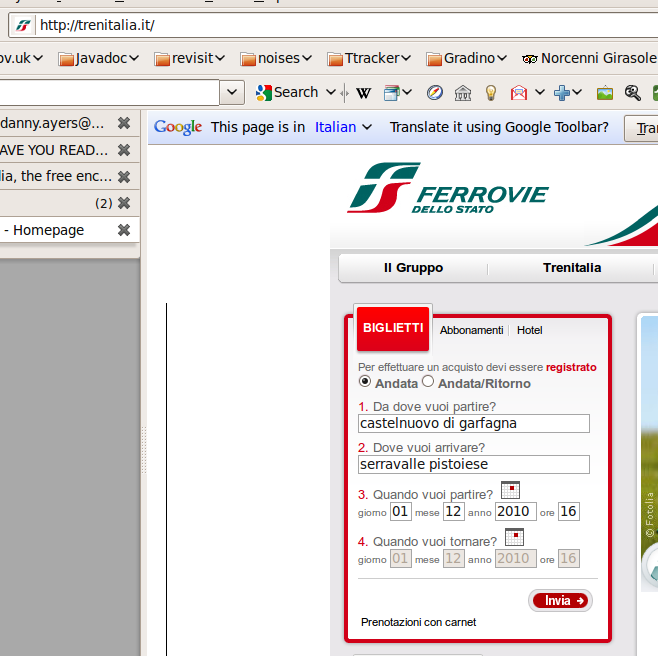 http://trenitalia.it/
ov.uk Javadoc revisit noises Ttracker Gradino Norcenni Girasole
Search W
danny.ayers@...
AVE YOU READ...
lia, the free enc...
(2)
- Homepage
Google This page is in Italian Translate it using Google Toolbar? Tra
FERROVIE
DELLO STATO
Il Gruppo Trenitalia
BIGLIETTI Abbonamenti Hotel
Per effettuare un acquisto devi essere registrato
Andata Andata/Ritorno
1. Da dove vuoi partire?
castelnuovo di garfagna
2. Dove vuoi arrivare?
serravalle pistoiese
3. Quando vuoi partire?
giorno 01 mese 12 anno 2010 ore 16
4. Quando vuoi tornare?
giorno 01 mese 12 anno 2010 ore 16
Invia
Prenotazioni con carnet
© Fotolia